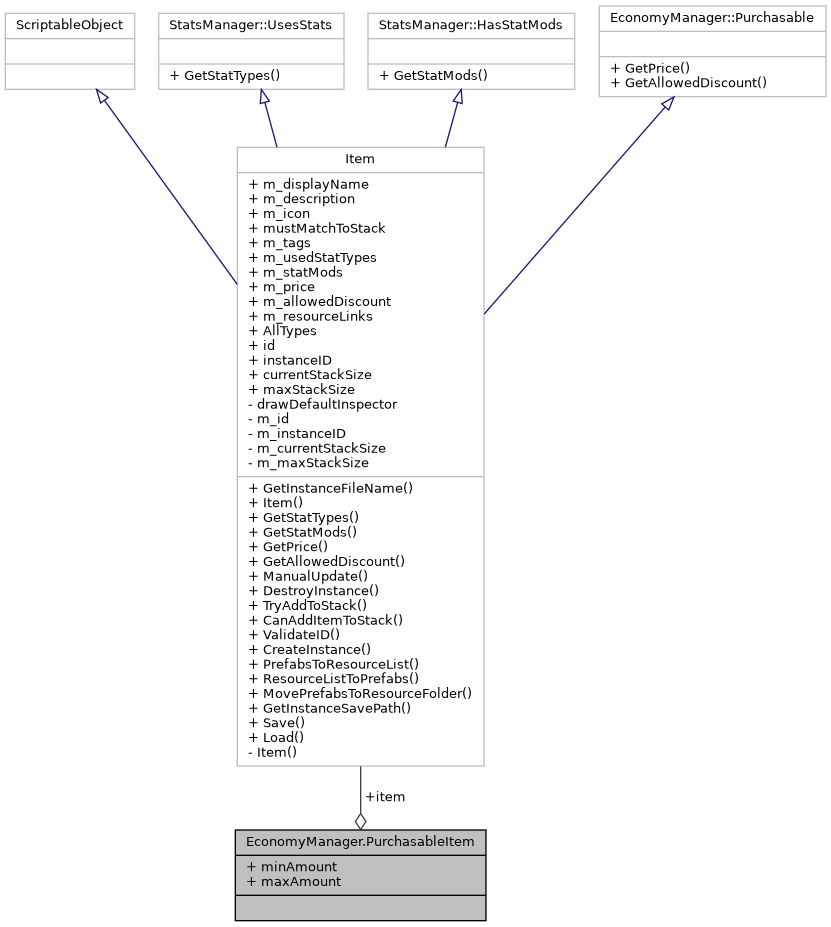 ScriptableObject
StatsManager::UsesStats
+ GetStatTypes()
StatsManager::HasStatMods
+ GetStatMods()
EconomyManager::Purchasable
+ GetPrice()
+ GetAllowedDiscount()
Item
+ m_displayName
+ m_description
+ m_icon
+ mustMatchToStack
+ m_tags
+ m_usedStatTypes
+ m_statMods
+ m_price
+ m_allowedDiscount
+ m_resourceLinks
+ AllTypes
+ id
+ instanceID
+ currentStackSize
+ maxStackSize
- drawDefaultInspector
- m_id
- m_instanceID
- m_currentStackSize
- m_maxStackSize
+ GetInstanceFileName()
+ Item()
+ GetStatTypes()
+ GetStatMods()
+ GetPrice()
+ GetAllowedDiscount()
+ ManualUpdate()
+ DestroyInstance()
+ TryAddToStack()
+ CanAddItemToStack()
+ ValidateID()
+ CreateInstance()
+ PrefabsToResourceList()
+ ResourceListToPrefabs()
+ MovePrefabsToResourceFolder()
+ GetInstanceSavePath()
+ Save()
+ Load()
- Item()
+item
EconomyManager.PurchasableItem
+ minAmount
+ maxAmount